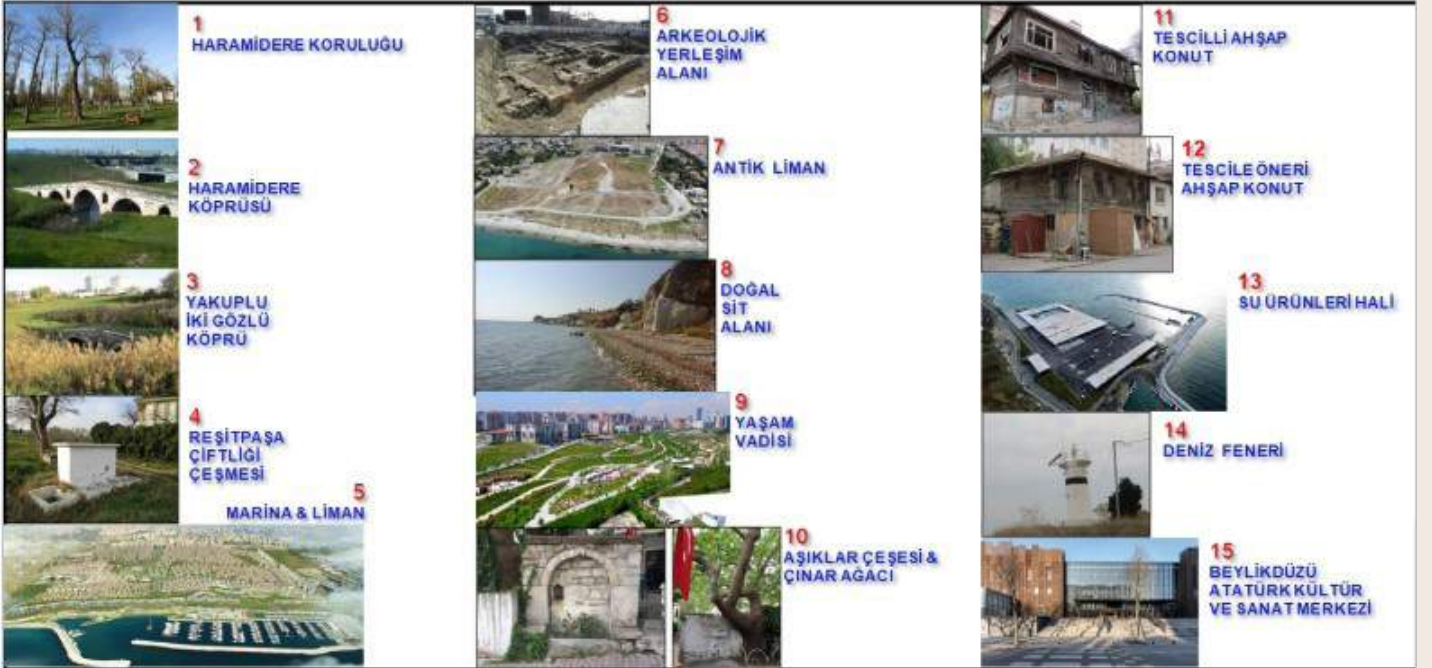 1
HARAMİDERE KORULUĞU
2
HARAMİDERE
KÖPRÜSÜ
3
YAKUPLU
İKİ GÖZLÜ
KÖPRÜ
4
REŞİTPAŞA
ÇİFTLİĞİ
ÇEŞMESİ
5
MARİNA & LİMAN
6
ARKEOLOJİK
YERLEŞİM
ALANI
7
ANTİK LİMAN
8
DOĞAL
SİT
ALANI
9
YAŞAM
VADİSİ
10
AŞIKLAR ÇEŞESİ &
ÇINAR AĞACI
11
TESCİLLİ AHŞAP
KONUT
12
TESCİLE ÖNERİ
AHŞAP KONUT
13
SU ÜRÜNLERİ HALİ
14
DENİZ FENERİ
15
BEYLİKDÜZÜ
ATATÜRK KÜLTÜR
VE SANAT MERKEZİ